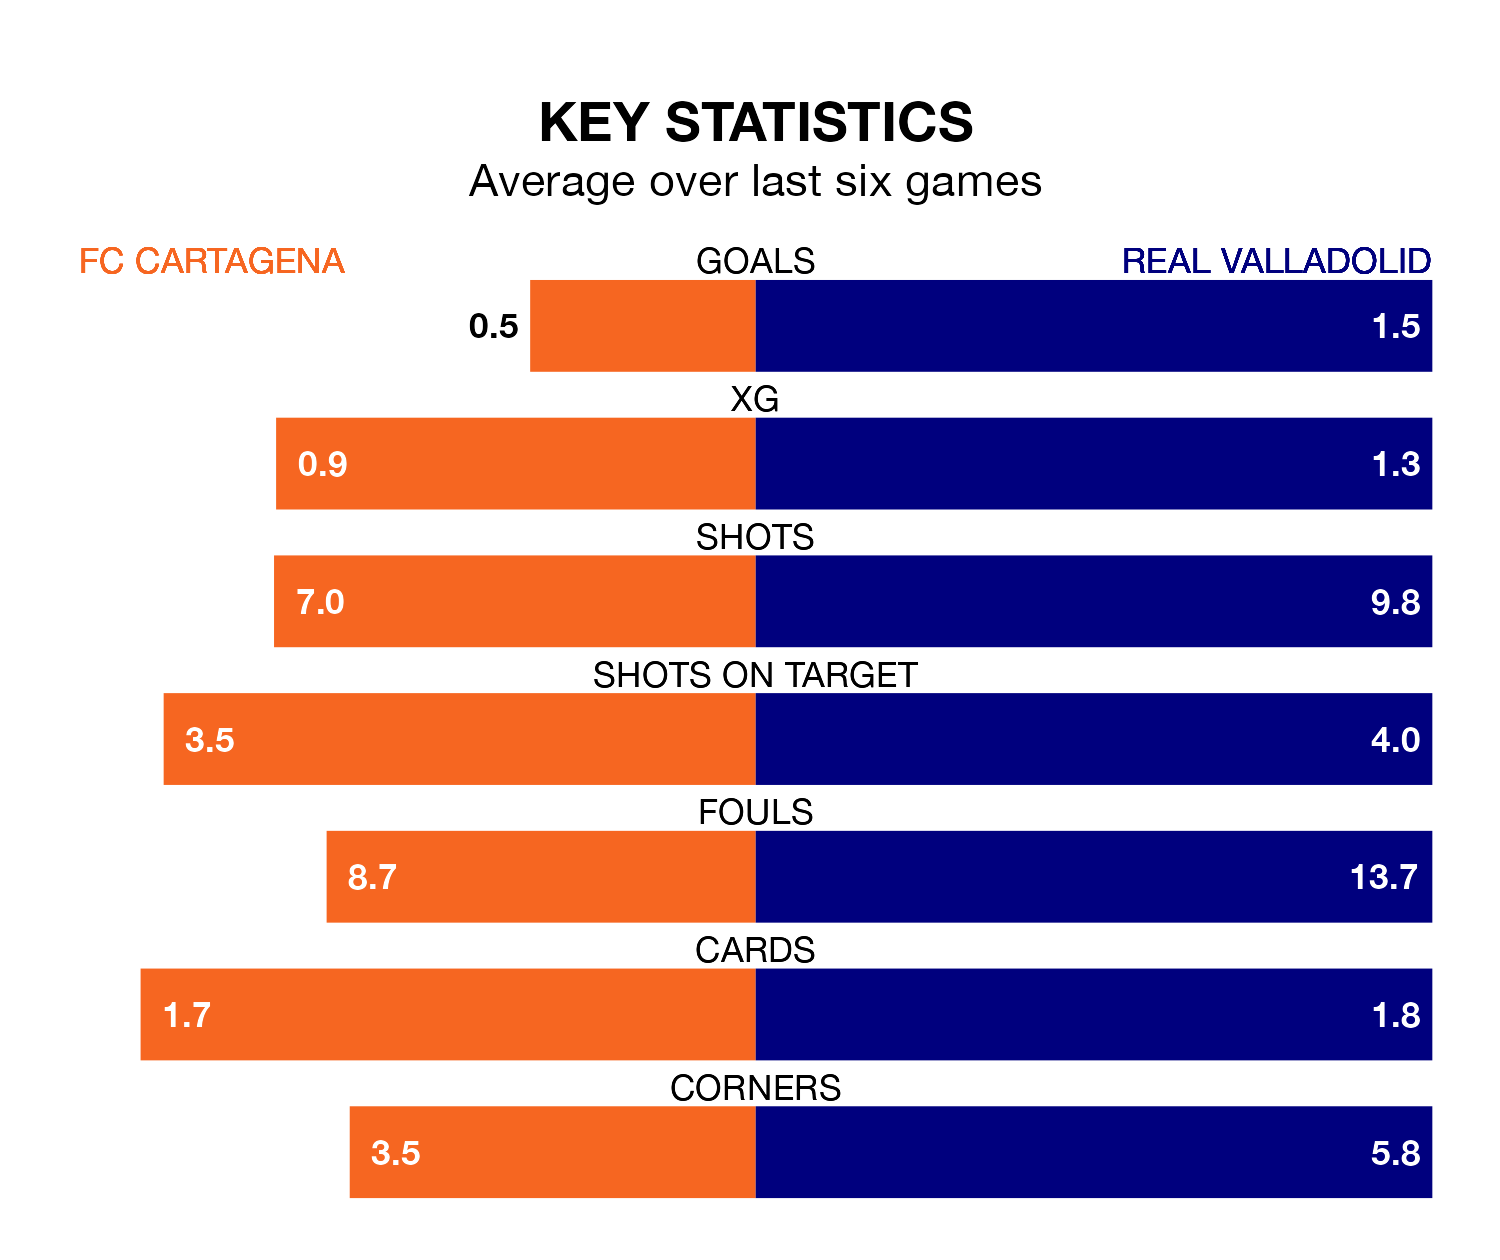 KEY STATISTICS
Average over last six games
FC CARTAGENA GOALS REAL VALLADOLID
0.5 1.5
XG
0.9 1.3
SHOTS
7.0 9.8
SHOTS ON TARGET
3.5 4.0
FOULS
8.7 13.7
CARDS
1.7 1.8
CORNERS
3.5 5.8